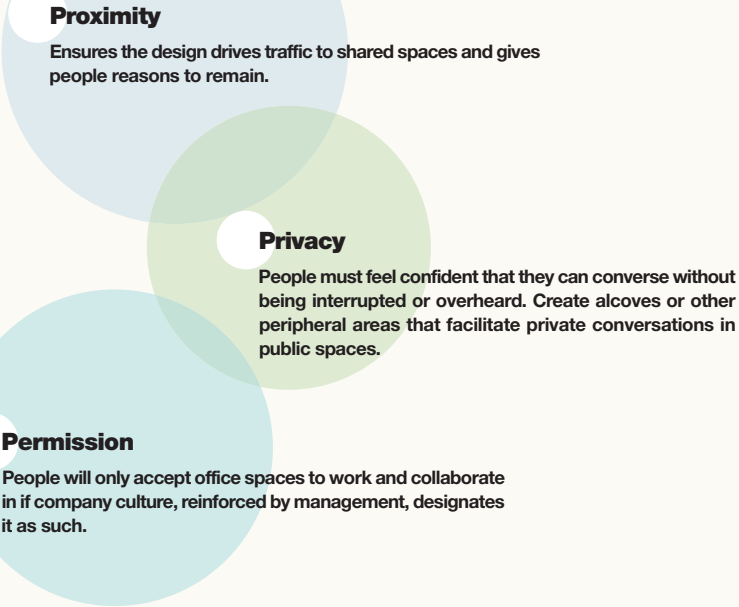 Proximity
Ensures the design drives traffic to shared spaces and gives
people reasons to remain.
Privacy
People must feel confident that they can converse without
being interrupted or overheard. Create alcoves or other
peripheral areas that facilitate private conversations in
public spaces.
Permission
People will only accept office spaces to work and collaborate
in if company culture, reinforced by management, designates
it as such.